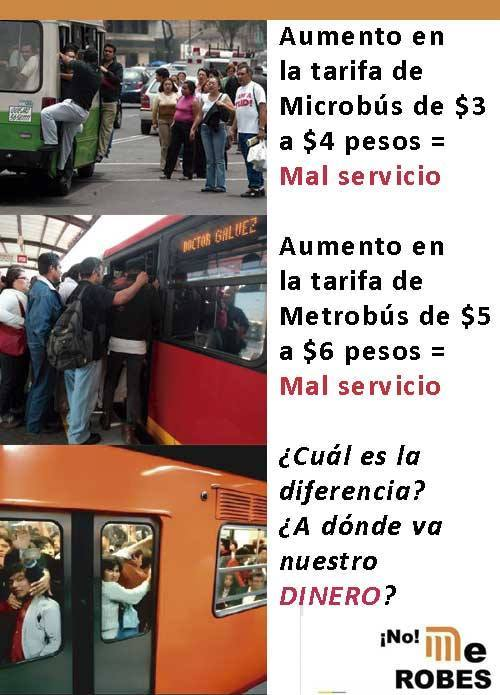 Aumento en
la tarifa de
Microbús de $3
a $4 pesos =
Mal servicio
DOCTOR GALVEZ
Aumento en
la tarifa de
Metrobús de $5
a $6 pesos =
Mal servicio
¿Cuál es la
diferencia?
¿A dónde va
nuestro
DINERO?
¡No! me
ROBES